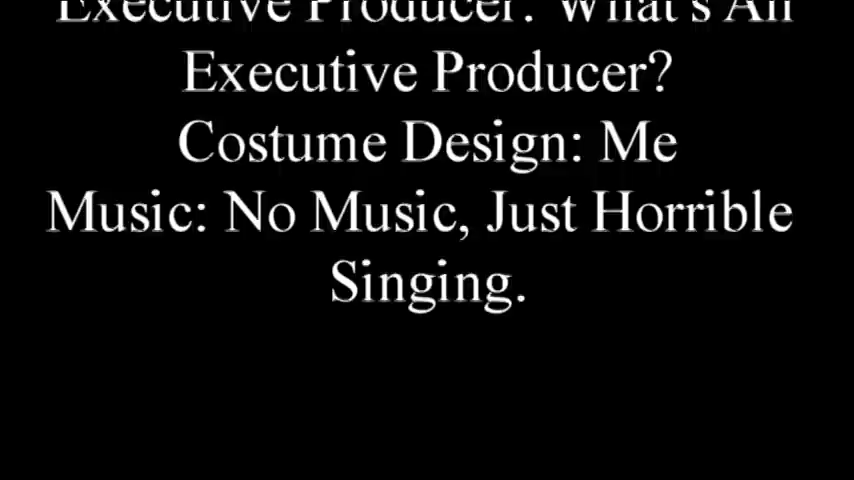 Executive Producer: What's An
Executive Producer?
Costume Design: Me
Music: No Music, Just Horrible
Singing.